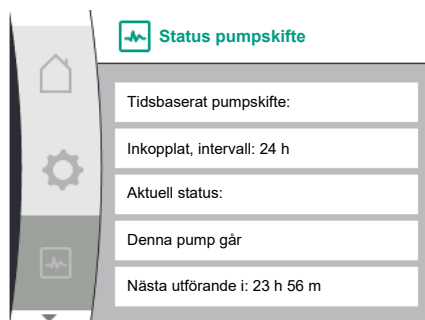 Status pumpskifte
Tidsbaserat pumpskifte:
Inkopplat, intervall: 24 h
Aktuell status:
Denna pump går
Nästa utförande i: 23 h 56 m